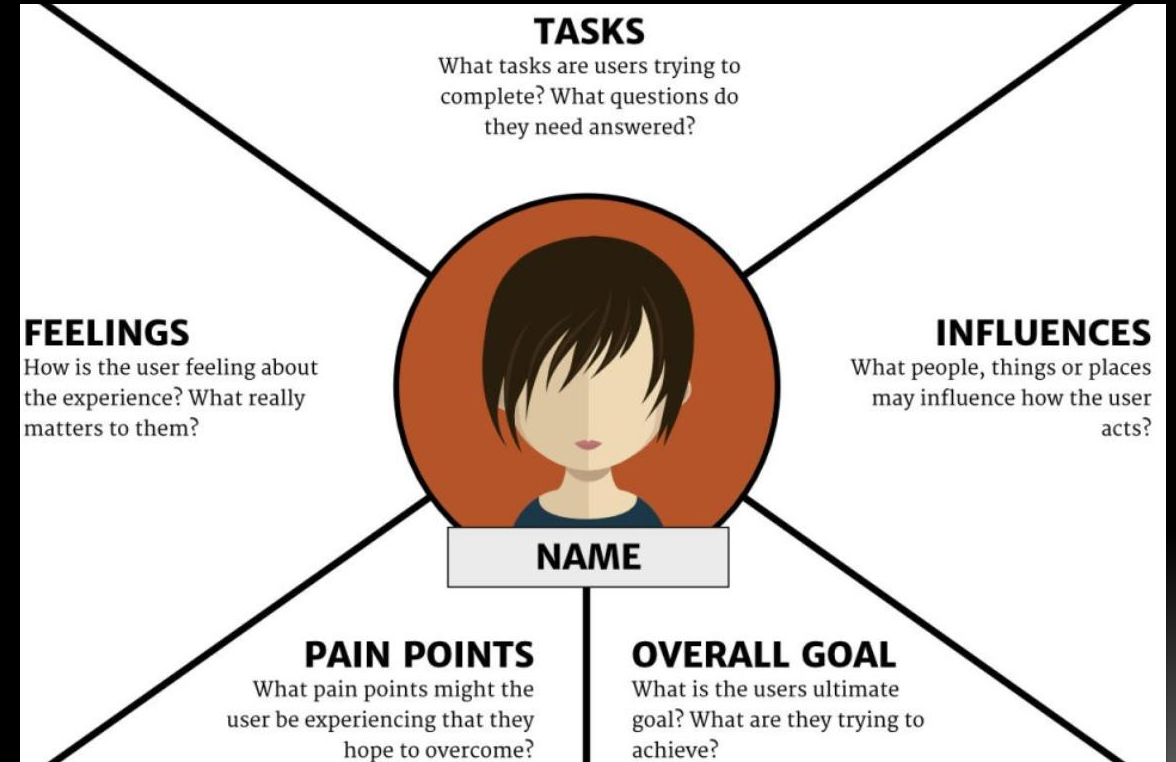 TASKS
What tasks are users trying to
complete? What questions do
they need answered?
FEELINGS
How is the user feeling about
the experience? What really
matters to them?
INFLUENCES
What people, things or places
may influence how the user
acts?
NAME
PAIN POINTS
What pain points might the
user be experiencing that they
hope to overcome?
OVERALL GOAL
What is the users ultimate
goal? What are they trying to
achieve?